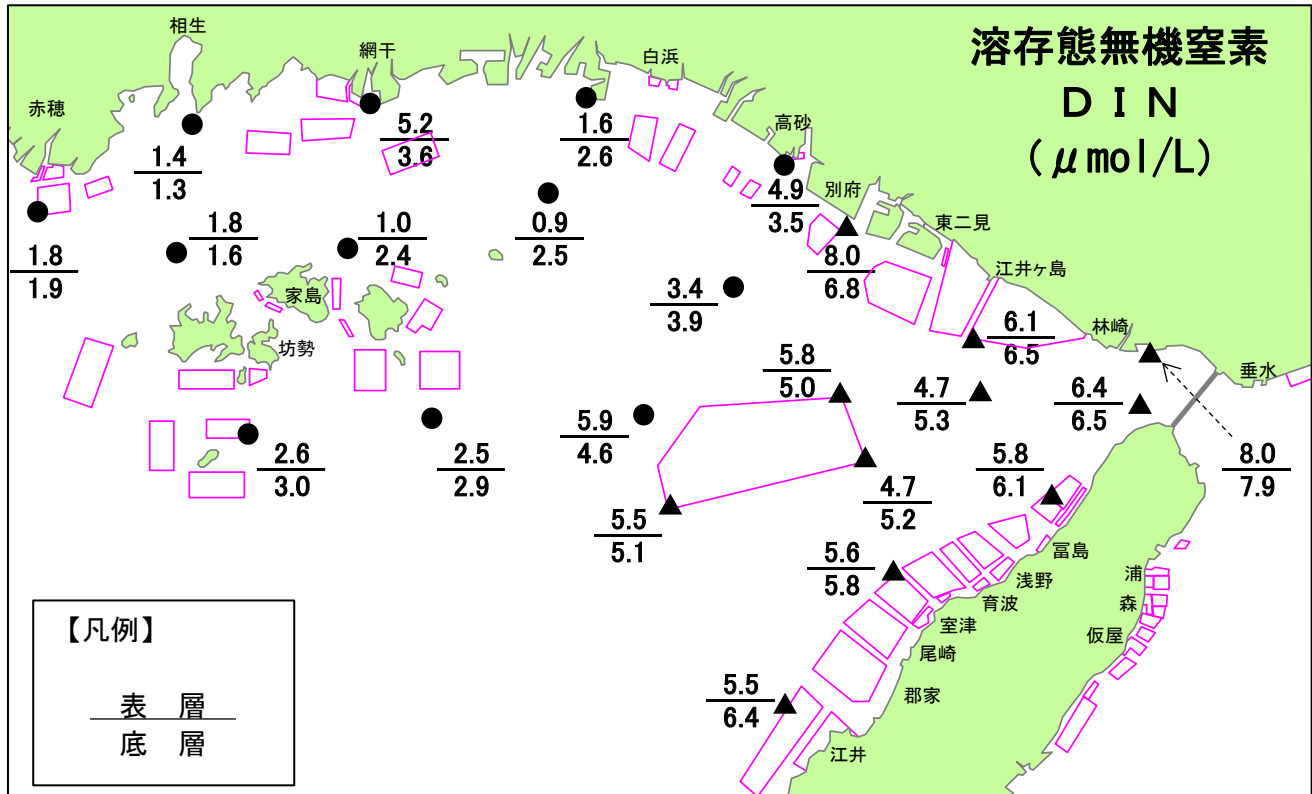 溶存態無機窒素
ＤＩＮ
（μmol/L）
相生
網干
白浜
赤穂
高砂
別府
東二見
江井ヶ島
林崎
垂水
家島
坊勢
1.4
1.3
5.2
3.6
1.6
2.6
4.9
3.5
1.8
1.9
1.8
1.6
1.0
2.4
0.9
2.5
8.0
6.8
3.4
3.9
6.1
6.5
5.8
5.0
4.7
5.3
6.4
6.5
8.0
7.9
2.6
3.0
2.5
2.9
5.9
4.6
5.8
6.1
4.7
5.2
5.5
5.1
5.6
5.8
5.5
6.4
冨島
浅野
育波
室津
尾崎
郡家
江井
浦
森
仮屋
【凡例】
表　層
底　層